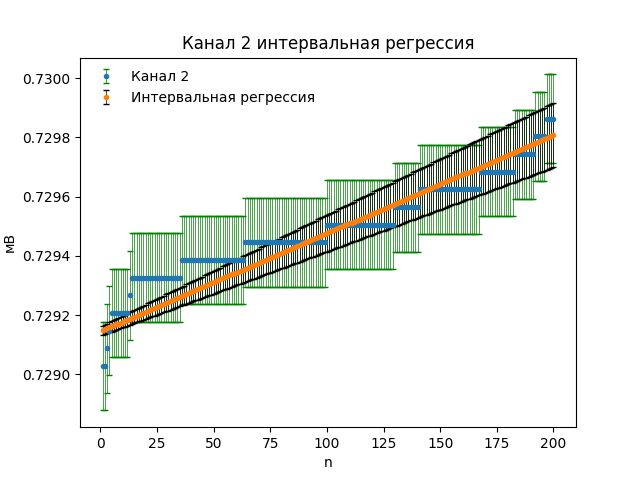 Канал 2 интервальная регрессия
Канал 2
Интервальная регрессия
мВ
0.7300
0.7298
0.7296
0.7294
0.7292
0.7290
0 25 50 75 100 125 150 175 200
n